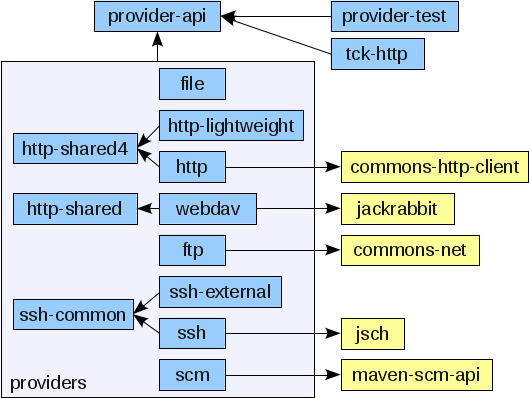 provider-api
provider-test
tck-http
file
http-lightweight
http-shared4
http
commons-http-client
http-shared
webdav
jackrabbit
ftp
commons-net
ssh-external
ssh-common
ssh
jsch
scm
maven-scm-api
providers